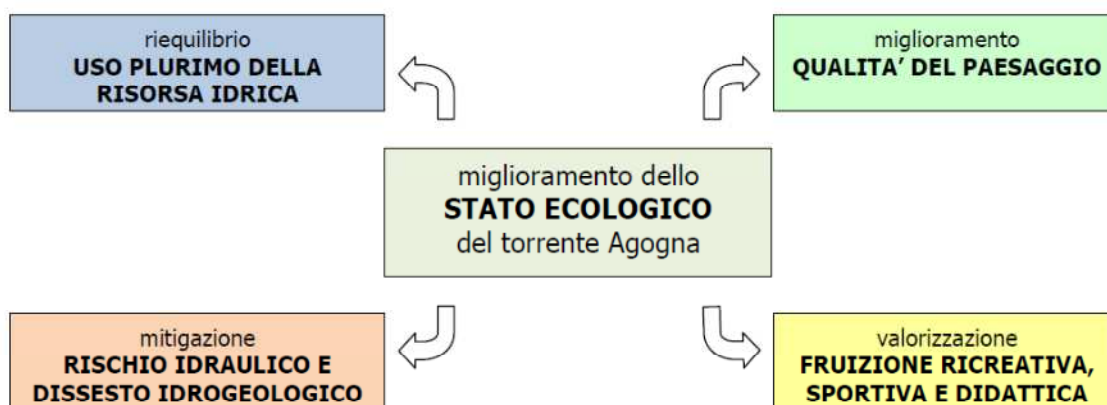 riequilibrio
USO PLURIMO DELLA
RISORSA IDRICA
miglioramento
QUALITA’ DEL PAESAGGIO
miglioramento dello
STATO ECOLOGICO
del torrente Agogna
mitigazione
RISCHIO IDRAULICO E
DISSESTO IDROGEOLOGICO
valorizzazione
FRUIZIONE RICREATIVA,
SPORTIVA E DIDATTICA